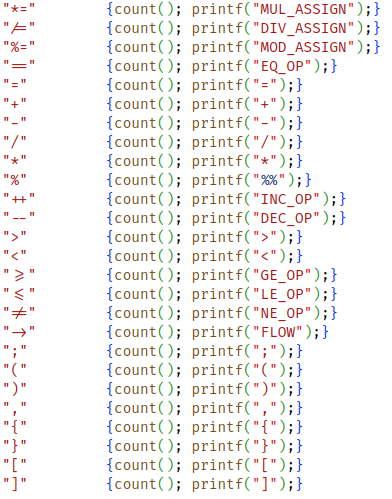 "*="          {count(); printf("MUL_ASSIGN");}
"/="          {count(); printf("DIV_ASSIGN");}
"%="          {count(); printf("MOD_ASSIGN");}
"=="          {count(); printf("EQ_OP");}
"="           {count(); printf("=");}
"+"           {count(); printf("+");}
"-"           {count(); printf("-");}
"/"           {count(); printf("/");}
"*"           {count(); printf("*");}
"%"           {count(); printf("%%");}
"++"          {count(); printf("INC_OP");}
"--"          {count(); printf("DEC_OP");}
">"           {count(); printf(">");}
"<"           {count(); printf("<");}
">="          {count(); printf("GE_OP");}
"<="          {count(); printf("LE_OP");}
"!="          {count(); printf("NE_OP");}
"->"          {count(); printf("FLOW");}
";"           {count(); printf(";");}
"("           {count(); printf("(");}
")"           {count(); printf(")");}
","           {count(); printf(",");}
"{"           {count(); printf("{");}
"}"           {count(); printf("}");}
"["           {count(); printf("[");}
"]"           {count(); printf("]");}